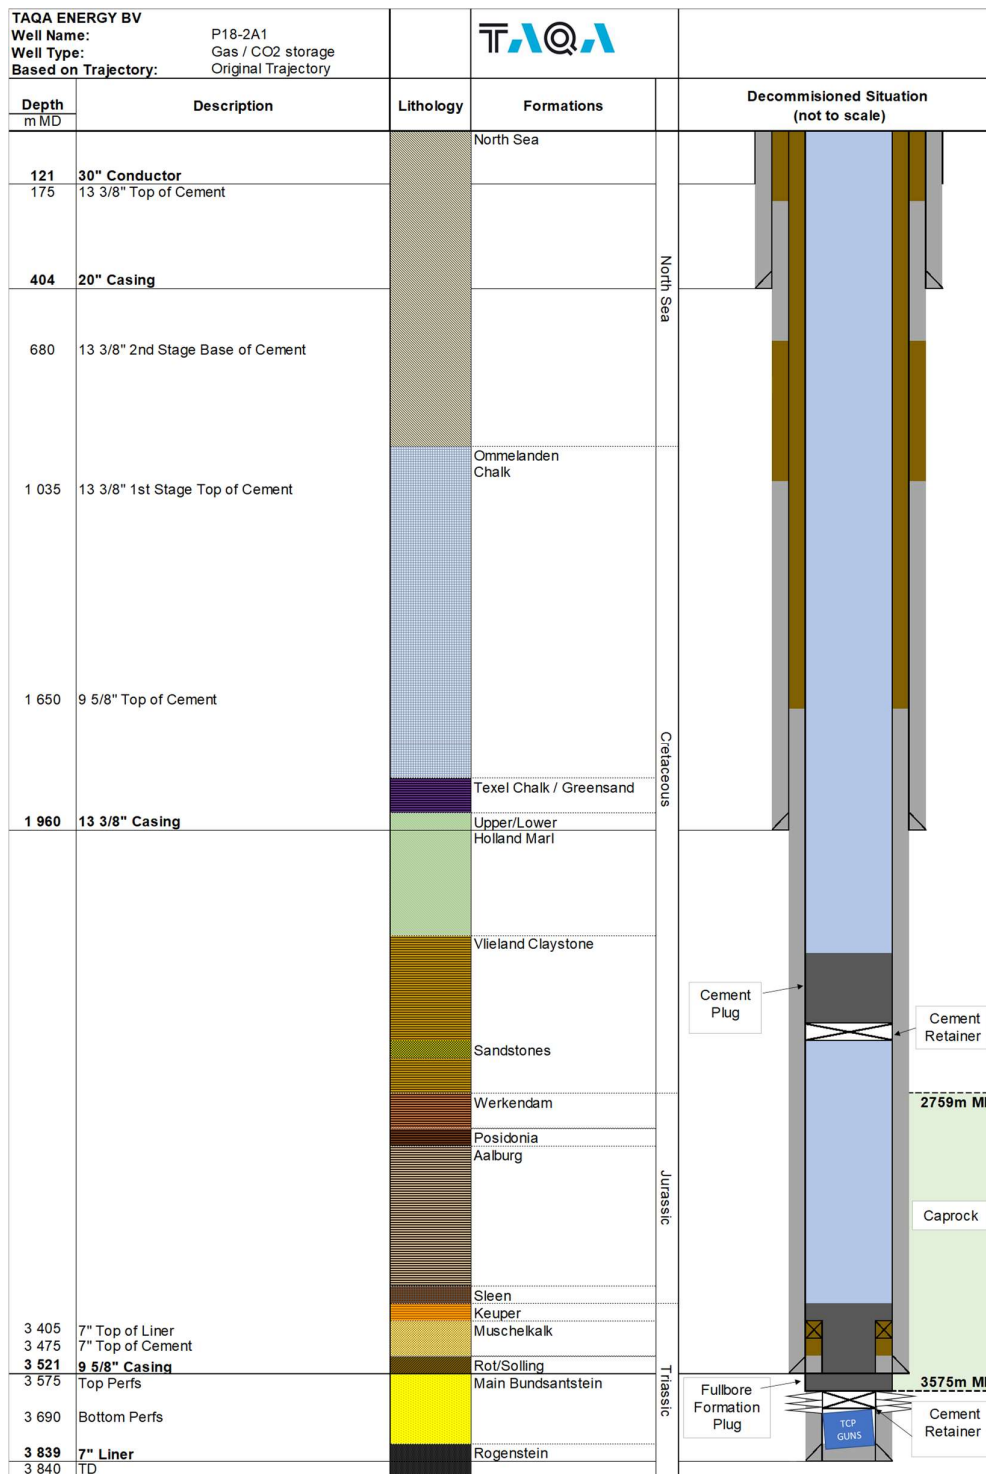 TAQA ENERGY BV
Well Name: P18-2A1
Well Type: Gas / CO2 storage
Based on Trajectory: Original Trajectory
TAQA
Depth
m MD
Description
Lithology
Formations
Decommisioned Situation
(not to scale)
North Sea
121 30" Conductor
175 13 3/8" Top of Cement
404 20" Casing
North Sea
680 13 3/8" 2nd Stage Base of Cement
Ommelanden
Chalk
1 035 13 3/8" 1st Stage Top of Cement
1 650 9 5/8" Top of Cement
Cretaceous
Texel Chalk / Greensand
1 960 13 3/8" Casing
Upper/Lower
Holland Marl
Vlieland Claystone
Cement
Plug
Cement
Retainer
Sandstones
Werkendam
2759m M
Posidonia
Aalburg
Jurassic
Caprock
Sleen
Keuper
3 405 7" Top of Liner
Muschelkalk
3 475 7" Top of Cement
3 521 9 5/8" Casing
Rot/Solling
Triassic
3 575 Top Perfs
Main Bundsantstein
3575m M
Fullbore
Formation
Plug
3 690 Bottom Perfs
TCP
GUNS
Cement
Retainer
3 839 7" Liner
Rogenstein
3 840 TD